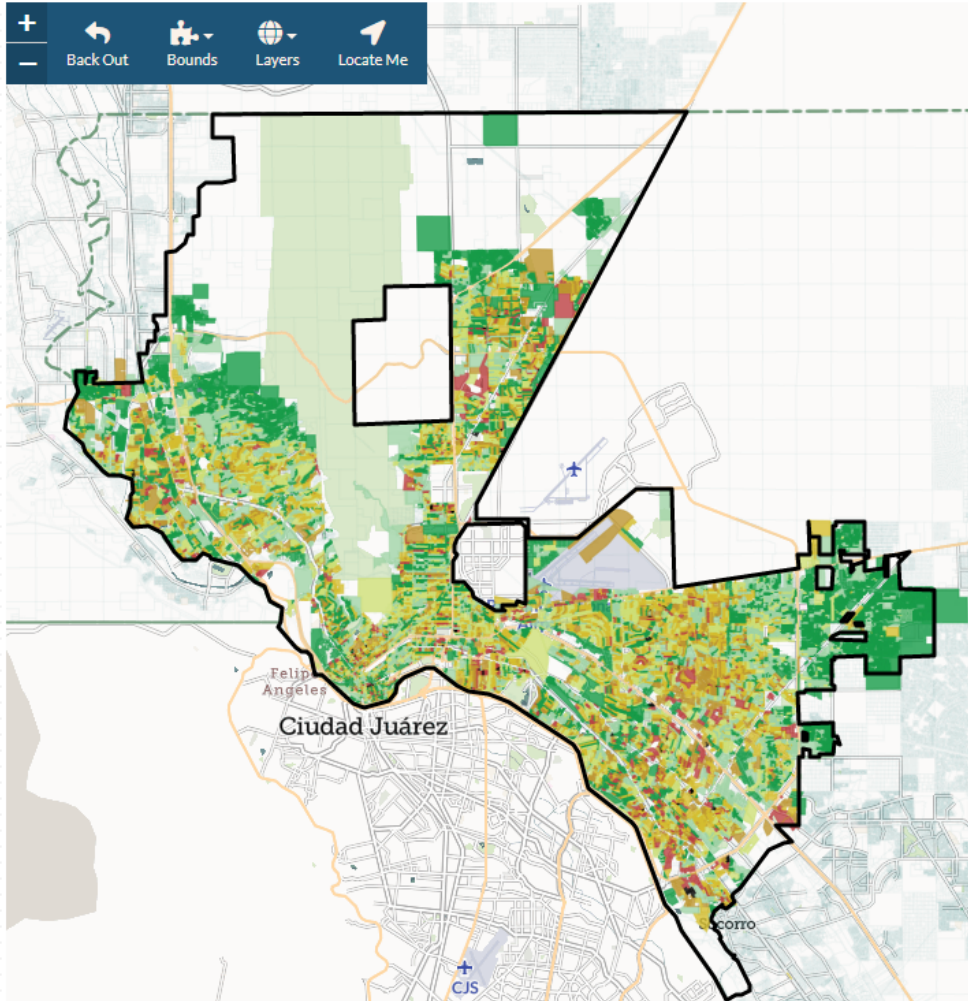 +
−
Back Out
Bounds
Layers
Locate Me
Felipe
Angeles
Ciudad Juárez
Socorro
CJS